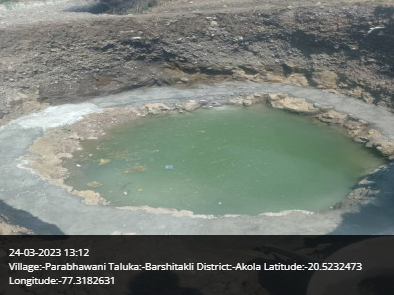 24-03-2023 13:12
Village:-Parabhawani Taluka:-Barshitakli District:-Akola Latitude:-20.5232473
Longitude:-77.3182631